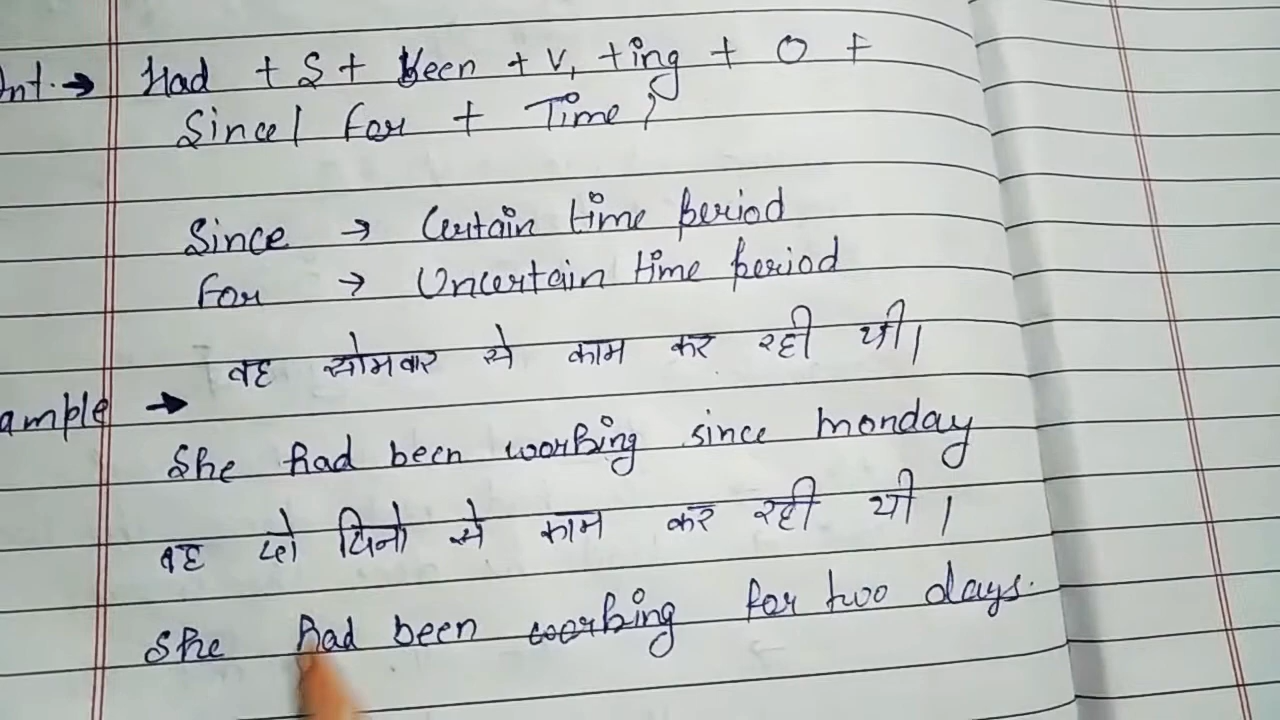 Int. → Had + S + been + V, + ing + O +
Since/ for + Time?
Since → Certain time period
For → Uncertain time period
वह सोमवार से काम कर रही थी।
ample →
She had been working since monday
वह दो दिनो से काम कर रही थी।
She had been working for two days.